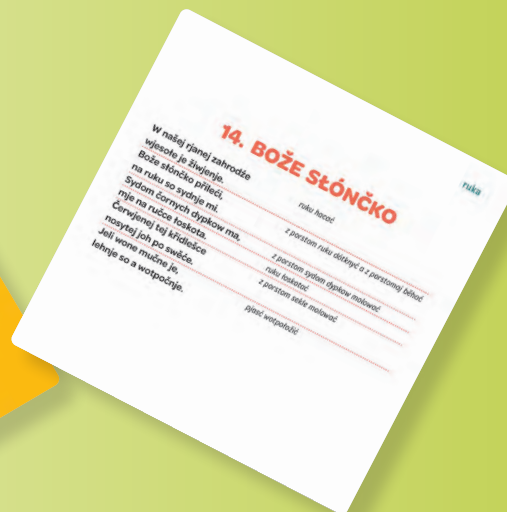 ruka
14. BOŽE SŁÓNČKO
W našej rjanej zahrodźe
wjesołe je žiwjenje.
Bože słónčko přileći,
na ruku so sydnje mi.
Sydom čornych dypkow ma,
mje na ručce łoskota.
Čerwjenej tej křidlešce
nosytej joh po swěće.
Jeli wone mučne je,
lehnje so a wotpočnje.
ruku hacać
z porstom ruku dótknyć a z porstomaj běhać
z porstom sydom dypkow molować
ruku łoskotać
z porstom sekle molować
pjasć wotpołožić